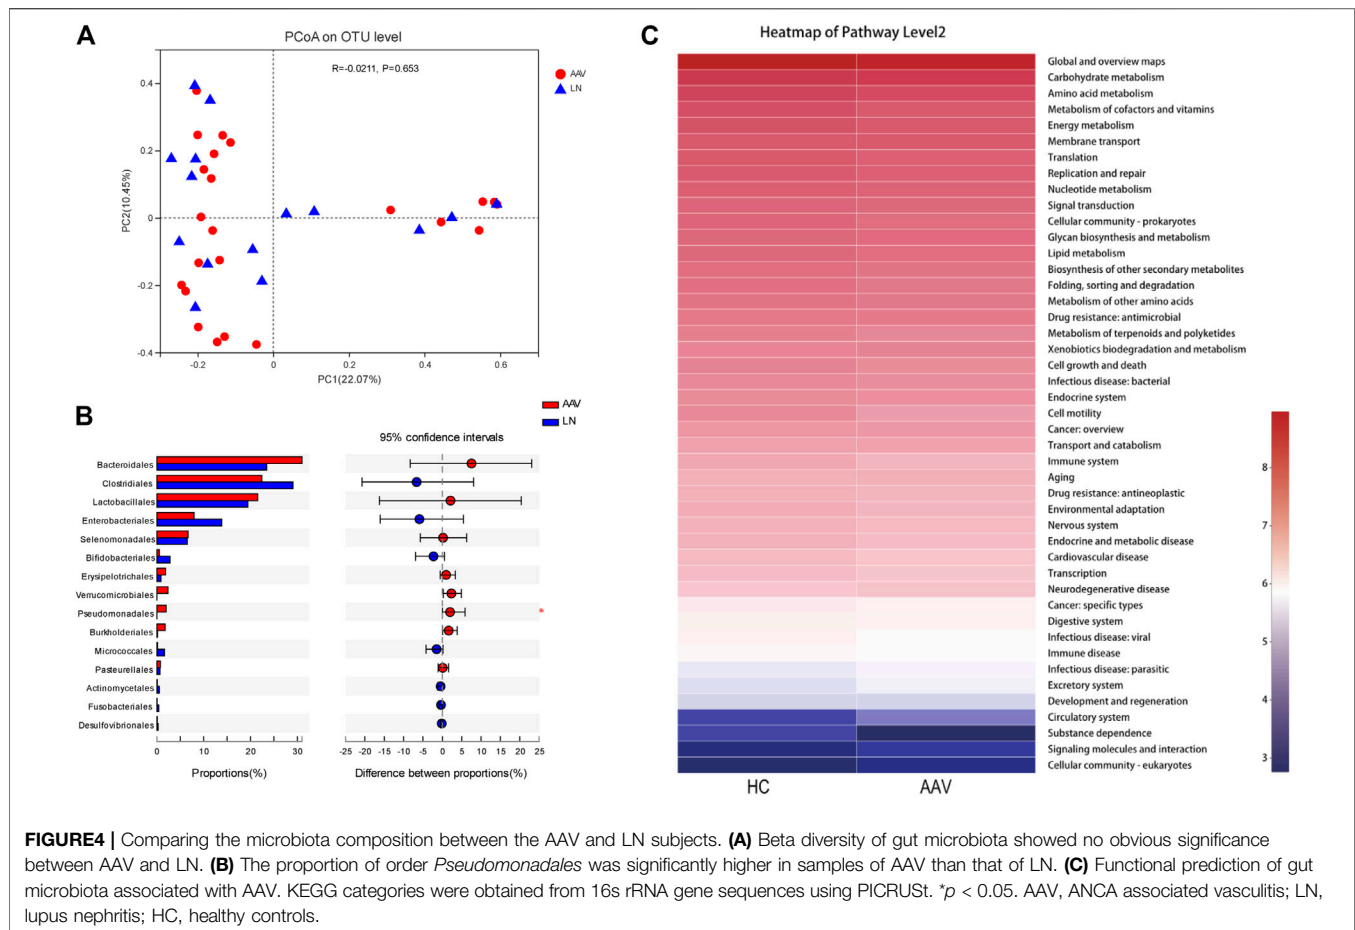 A
PCoA on OTU level
R=-0.0211, P=0.653
AAV
LN
0.4
0.2
0
-0.2
-0.4
PC2(10.45%)
-0.2
0
0.2
0.4
0.6
PC1(22.07%)
B
AAV
LN
95% confidence intervals
Bacteroidales
Clostridiales
Lactobacillales
Enterobacteriales
Selenomonadales
Bifidobacteriales
Erysipelotrichales
Verrucomicrobiales
Pseudomonadales
*
Burkholderiales
Micrococcales
Pasteurellales
Actinomycetales
Fusobacteriales
Desulfovibrionales
0
10
20
30
Proportions(%)
-25
-20
-15
-10
-5
0
5
10
15
20
25
Difference between proportions(%)
C
Heatmap of Pathway Level2
Global and overview maps
Carbohydrate metabolism
Amino acid metabolism
Metabolism of cofactors and vitamins
Energy metabolism
Membrane transport
Translation
Replication and repair
Nucleotide metabolism
Signal transduction
Cellular community - prokaryotes
Glycan biosynthesis and metabolism
Lipid metabolism
Biosynthesis of other secondary metabolites
Folding, sorting and degradation
Metabolism of other amino acids
Drug resistance: antimicrobial
Metabolism of terpenoids and polyketides
Xenobiotics biodegradation and metabolism
Cell growth and death
Infectious disease: bacterial
Endocrine system
Cell motility
Cancer: overview
Transport and catabolism
Immune system
Aging
Drug resistance: antineoplastic
Environmental adaptation
Nervous system
Endocrine and metabolic disease
Cardiovascular disease
Transcription
Neurodegenerative disease
Cancer: specific types
Digestive system
Infectious disease: viral
Immune disease
Infectious disease: parasitic
Excretory system
Development and regeneration
Circulatory system
Substance dependence
Signaling molecules and interaction
Cellular community - eukaryotes
HC
AAV
8
7
6
5
4
3
FIGURE4 | Comparing the microbiota composition between the AAV and LN subjects. (A) Beta diversity of gut microbiota showed no obvious significance
between AAV and LN. (B) The proportion of order Pseudomonadales was significantly higher in samples of AAV than that of LN. (C) Functional prediction of gut
microbiota associated with AAV. KEGG categories were obtained from 16s rRNA gene sequences using PICRUSt. *p < 0.05. AAV, ANCA associated vasculitis; LN,
lupus nephritis; HC, healthy controls.